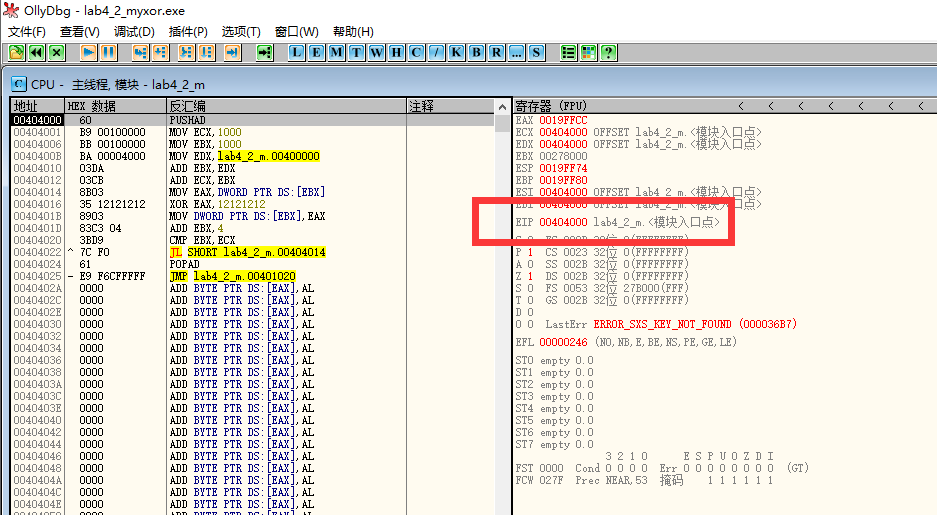 OllyDbg - lab4_2_myxor.exe
文件(F) 查看(V) 调试(D) 插件(P) 选项(T) 窗口(W) 帮助(H)
L E M T W H C / K B R ... S ?
C CPU - 主线程, 模块 - lab4_2_m
地址 HEX 数据 反汇编 注释 寄存器 (FPU) < < < < < < <
00404000 60 PUSHAD
00404001 B9 00100000 MOV ECX,1000
00404006 BB 00100000 MOV EBX,1000
0040400B BA 00004000 MOV EDX,lab4_2_m.00400000
00404010 03DA ADD EBX,EDX
00404012 03CB ADD ECX,EBX
00404014 8B03 MOV EAX,DWORD PTR DS:[EBX]
00404016 35 12121212 XOR EAX,12121212
0040401B 8903 MOV DWORD PTR DS:[EBX],EAX
0040401D 83C3 04 ADD EBX,4
00404020 3BD9 CMP EBX,ECX
00404022 ^ 7C F0 JL SHORT lab4_2_m.00404014
00404024 61 POPAD
00404025 - E9 F6CFFFFF JMP lab4_2_m.00401020
0040402A 0000 ADD BYTE PTR DS:[EAX],AL
0040402C 0000 ADD BYTE PTR DS:[EAX],AL
0040402E 0000 ADD BYTE PTR DS:[EAX],AL
00404030 0000 ADD BYTE PTR DS:[EAX],AL
00404032 0000 ADD BYTE PTR DS:[EAX],AL
00404034 0000 ADD BYTE PTR DS:[EAX],AL
00404036 0000 ADD BYTE PTR DS:[EAX],AL
00404038 0000 ADD BYTE PTR DS:[EAX],AL
0040403A 0000 ADD BYTE PTR DS:[EAX],AL
0040403C 0000 ADD BYTE PTR DS:[EAX],AL
0040403E 0000 ADD BYTE PTR DS:[EAX],AL
00404040 0000 ADD BYTE PTR DS:[EAX],AL
00404042 0000 ADD BYTE PTR DS:[EAX],AL
00404044 0000 ADD BYTE PTR DS:[EAX],AL
00404046 0000 ADD BYTE PTR DS:[EAX],AL
00404048 0000 ADD BYTE PTR DS:[EAX],AL
0040404A 0000 ADD BYTE PTR DS:[EAX],AL
0040404C 0000 ADD BYTE PTR DS:[EAX],AL
0040404E 0000 ADD BYTE PTR DS:[EAX],AL
EAX 0019FFCC
ECX 00404000 OFFSET lab4_2_m.<模块入口点>
EDX 00404000 OFFSET lab4_2_m.<模块入口点>
EBX 00278000
ESP 0019FF74
EBP 0019FF80
ESI 00404000 OFFSET lab4_2_m.<模块入口点>
EDI 00404000 OFFSET lab4_2_m.<模块入口点>
EIP 00404000 lab4_2_m.<模块入口点>
C 0 ES 002B 32位 0(FFFFFFFF)
P 1 CS 0023 32位 0(FFFFFFFF)
A 0 SS 002B 32位 0(FFFFFFFF)
Z 1 DS 002B 32位 0(FFFFFFFF)
S 0 FS 0053 32位 27B000(FFF)
T 0 GS 002B 32位 0(FFFFFFFF)
D 0
O 0 LastErr ERROR_SXS_KEY_NOT_FOUND (000036B7)
EFL 00000246 (NO,NB,E,BE,NS,PE,GE,LE)
ST0 empty 0.0
ST1 empty 0.0
ST2 empty 0.0
ST3 empty 0.0
ST4 empty 0.0
ST5 empty 0.0
ST6 empty 0.0
ST7 empty 0.0
3 2 1 0 E S P U O Z D I
FST 0000 Cond 0 0 0 0 Err 0 0 0 0 0 0 0 0 (GT)
FCW 027F Prec NEAR,53 掩码 1 1 1 1 1 1